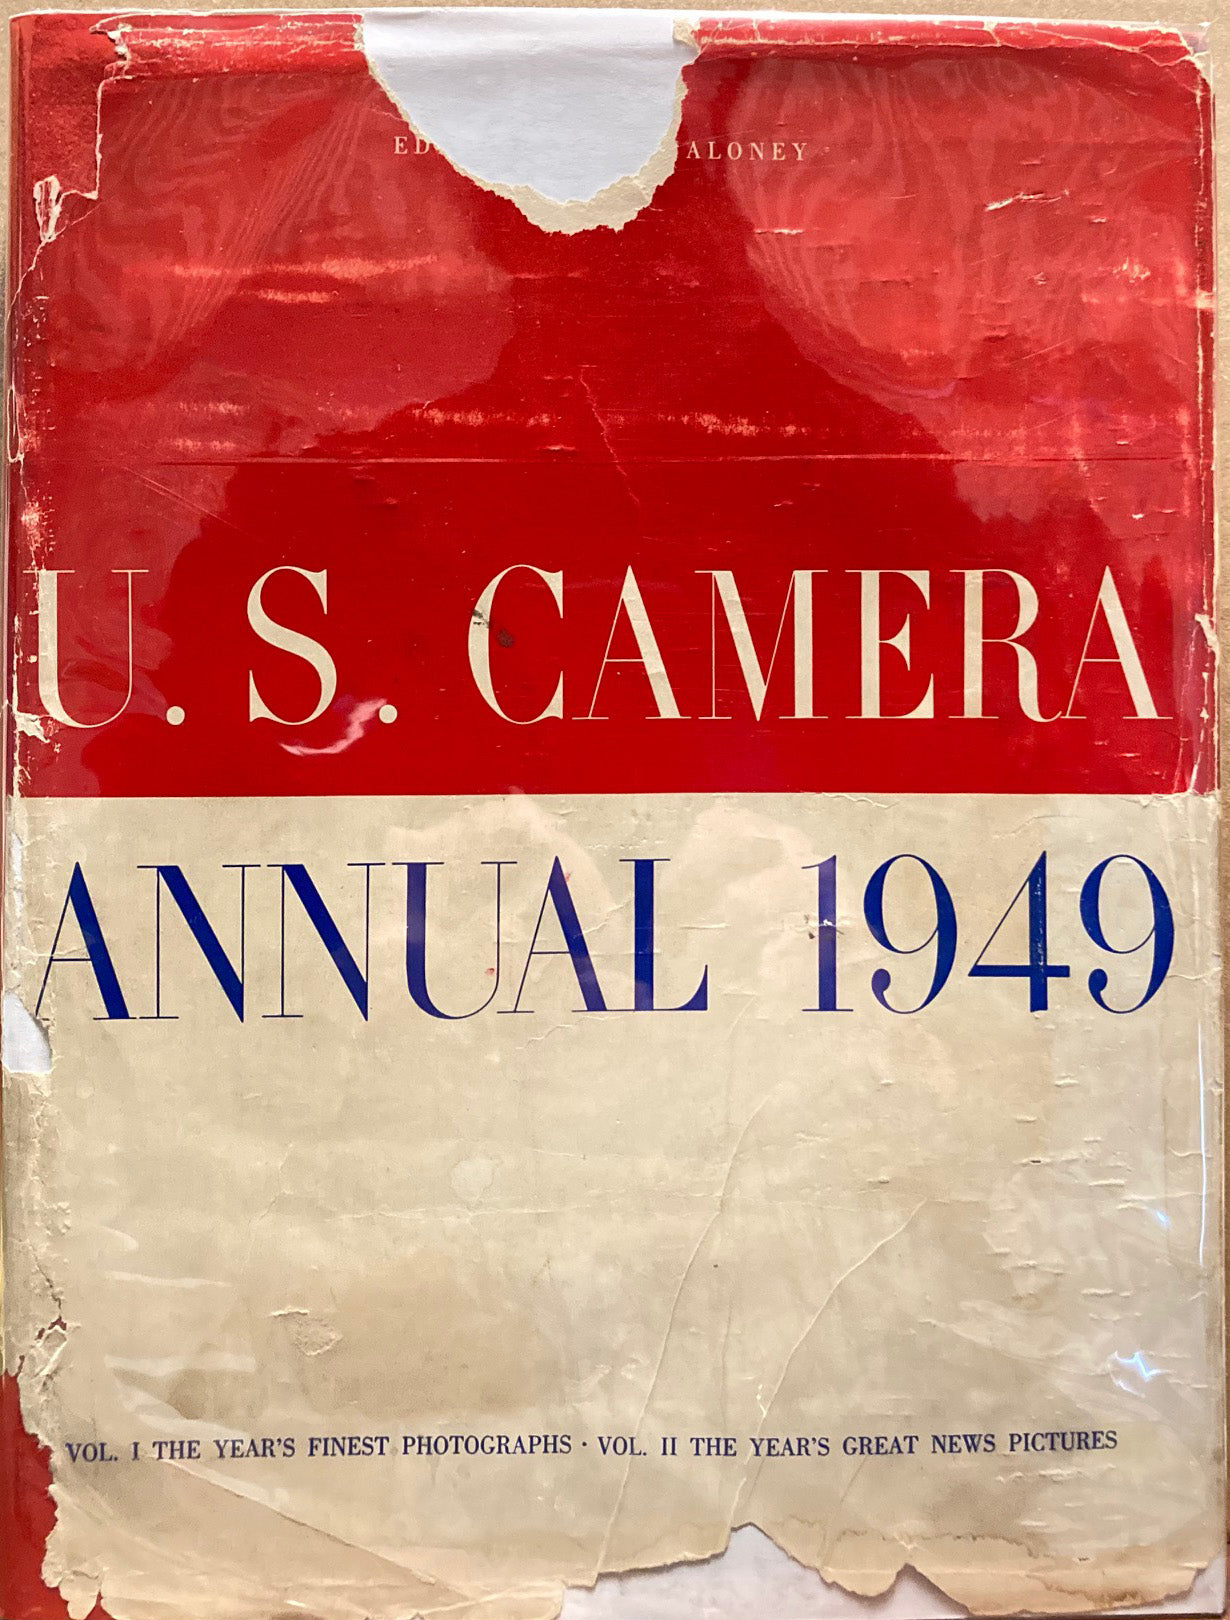 ED ALONEY
U. S. CAMERA
ANNUAL 1949
VOL. I THE YEAR'S FINEST PHOTOGRAPHS · VOL. II THE YEAR'S GREAT NEWS PICTURES